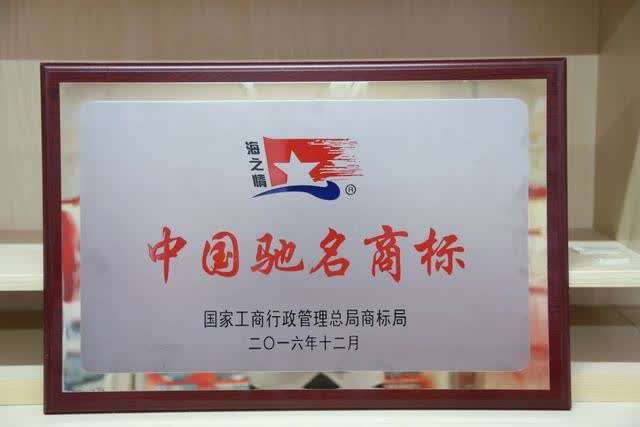 海之情
®
中国驰名商标
国家工商行政管理总局商标局
二〇一六年十二月